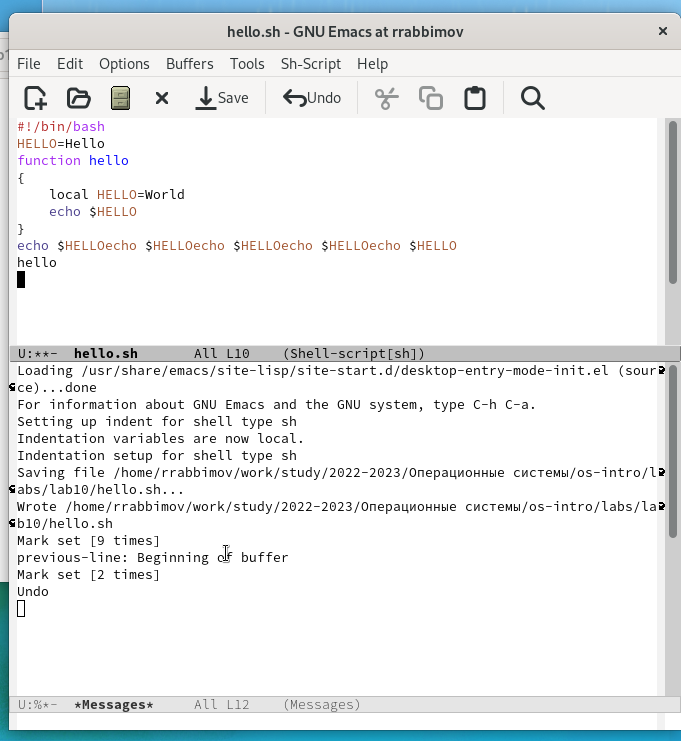 hello.sh - GNU Emacs at rrabbimov
File Edit Options Buffers Tools Sh-Script Help
Save Undo
#!/bin/bash
HELLO=Hello
function hello
{
    local HELLO=World
    echo $HELLO
}
echo $HELLOecho $HELLOecho $HELLOecho $HELLOecho $HELLO
hello
U:**-  hello.sh       All L10    (Shell-script[sh])
Loading /usr/share/emacs/site-lisp/site-start.d/desktop-entry-mode-init.el (sour
ce)...done
For information about GNU Emacs and the GNU system, type C-h C-a.
Setting up indent for shell type sh
Indentation variables are now local.
Indentation setup for shell type sh
Saving file /home/rrabbimov/work/study/2022-2023/Операционные системы/os-intro/l
abs/lab10/hello.sh...
Wrote /home/rrabbimov/work/study/2022-2023/Операционные системы/os-intro/labs/la
b10/hello.sh
Mark set [9 times]
previous-line: Beginning of buffer
Mark set [2 times]
Undo
U:%*-  *Messages*     All L12    (Messages)